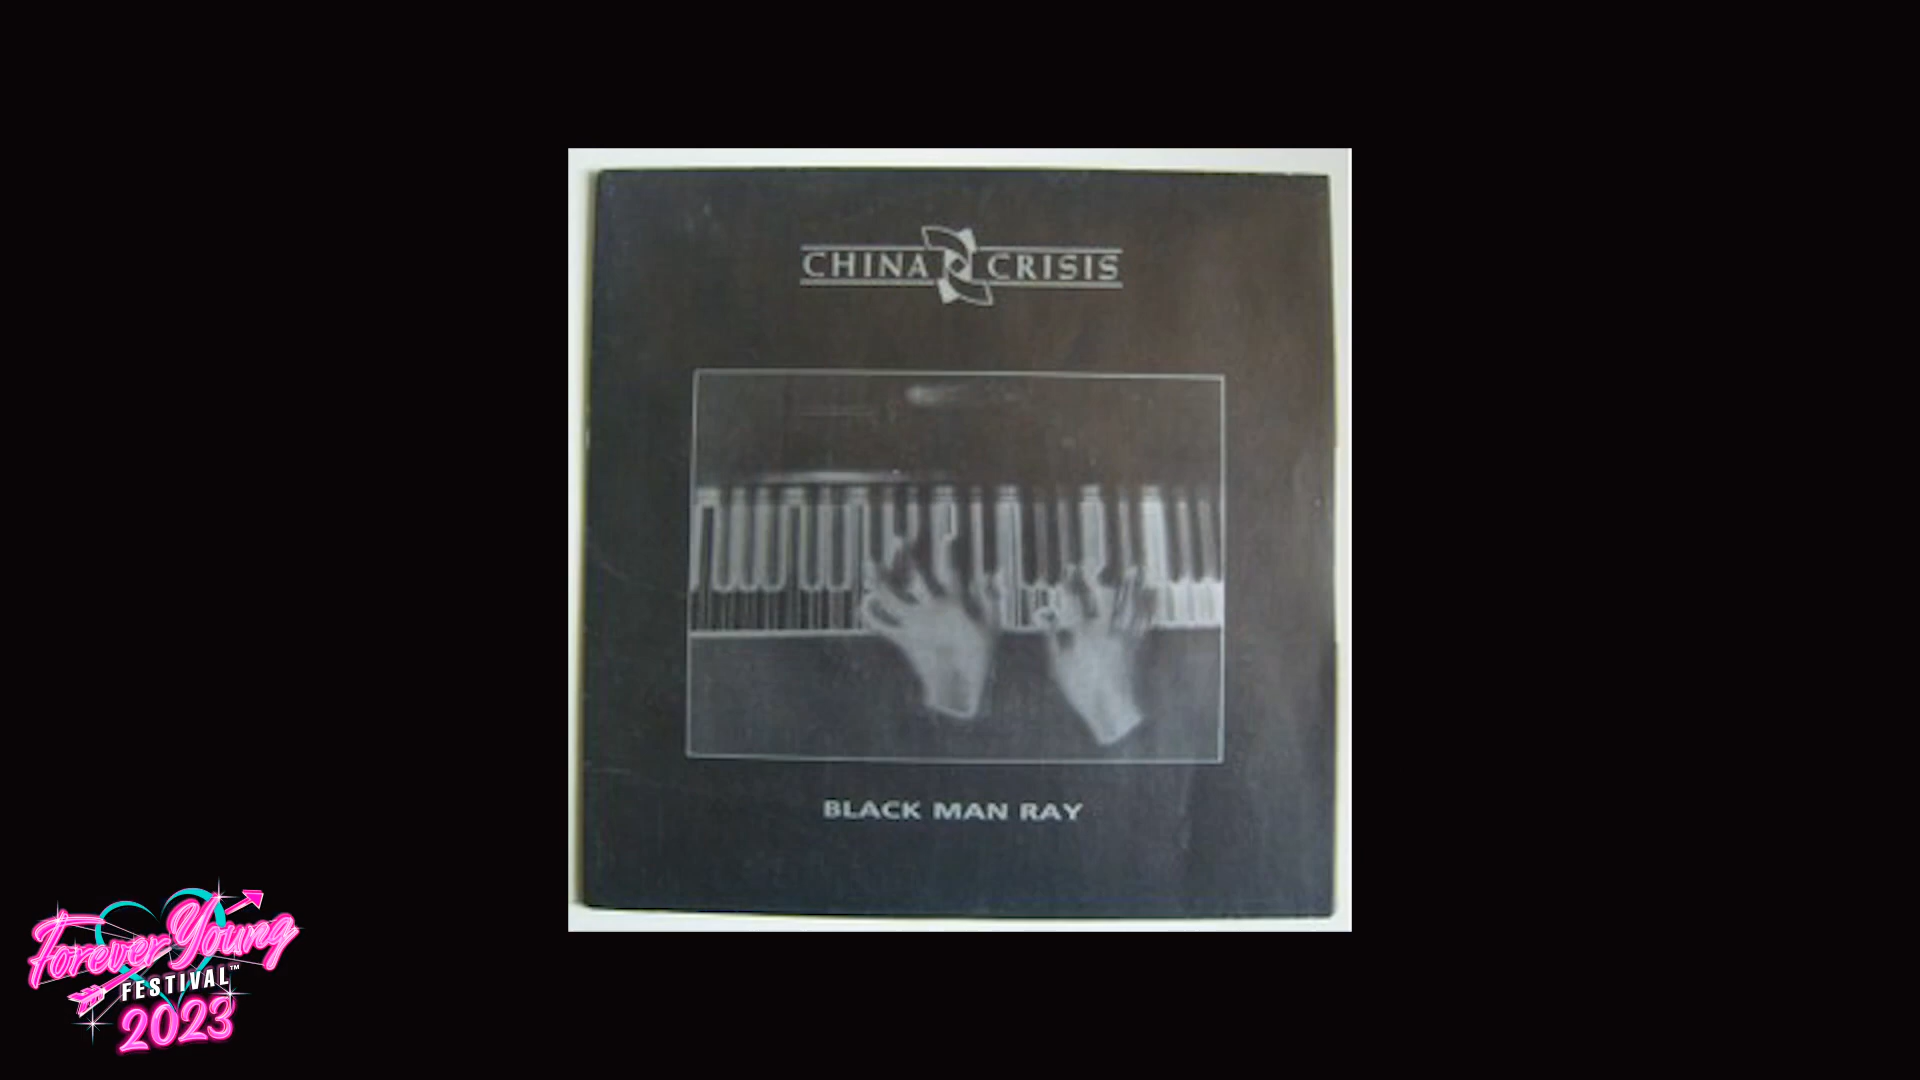 CHINA CRISIS
BLACK MAN RAY
Forever Young
FESTIVAL™
2023